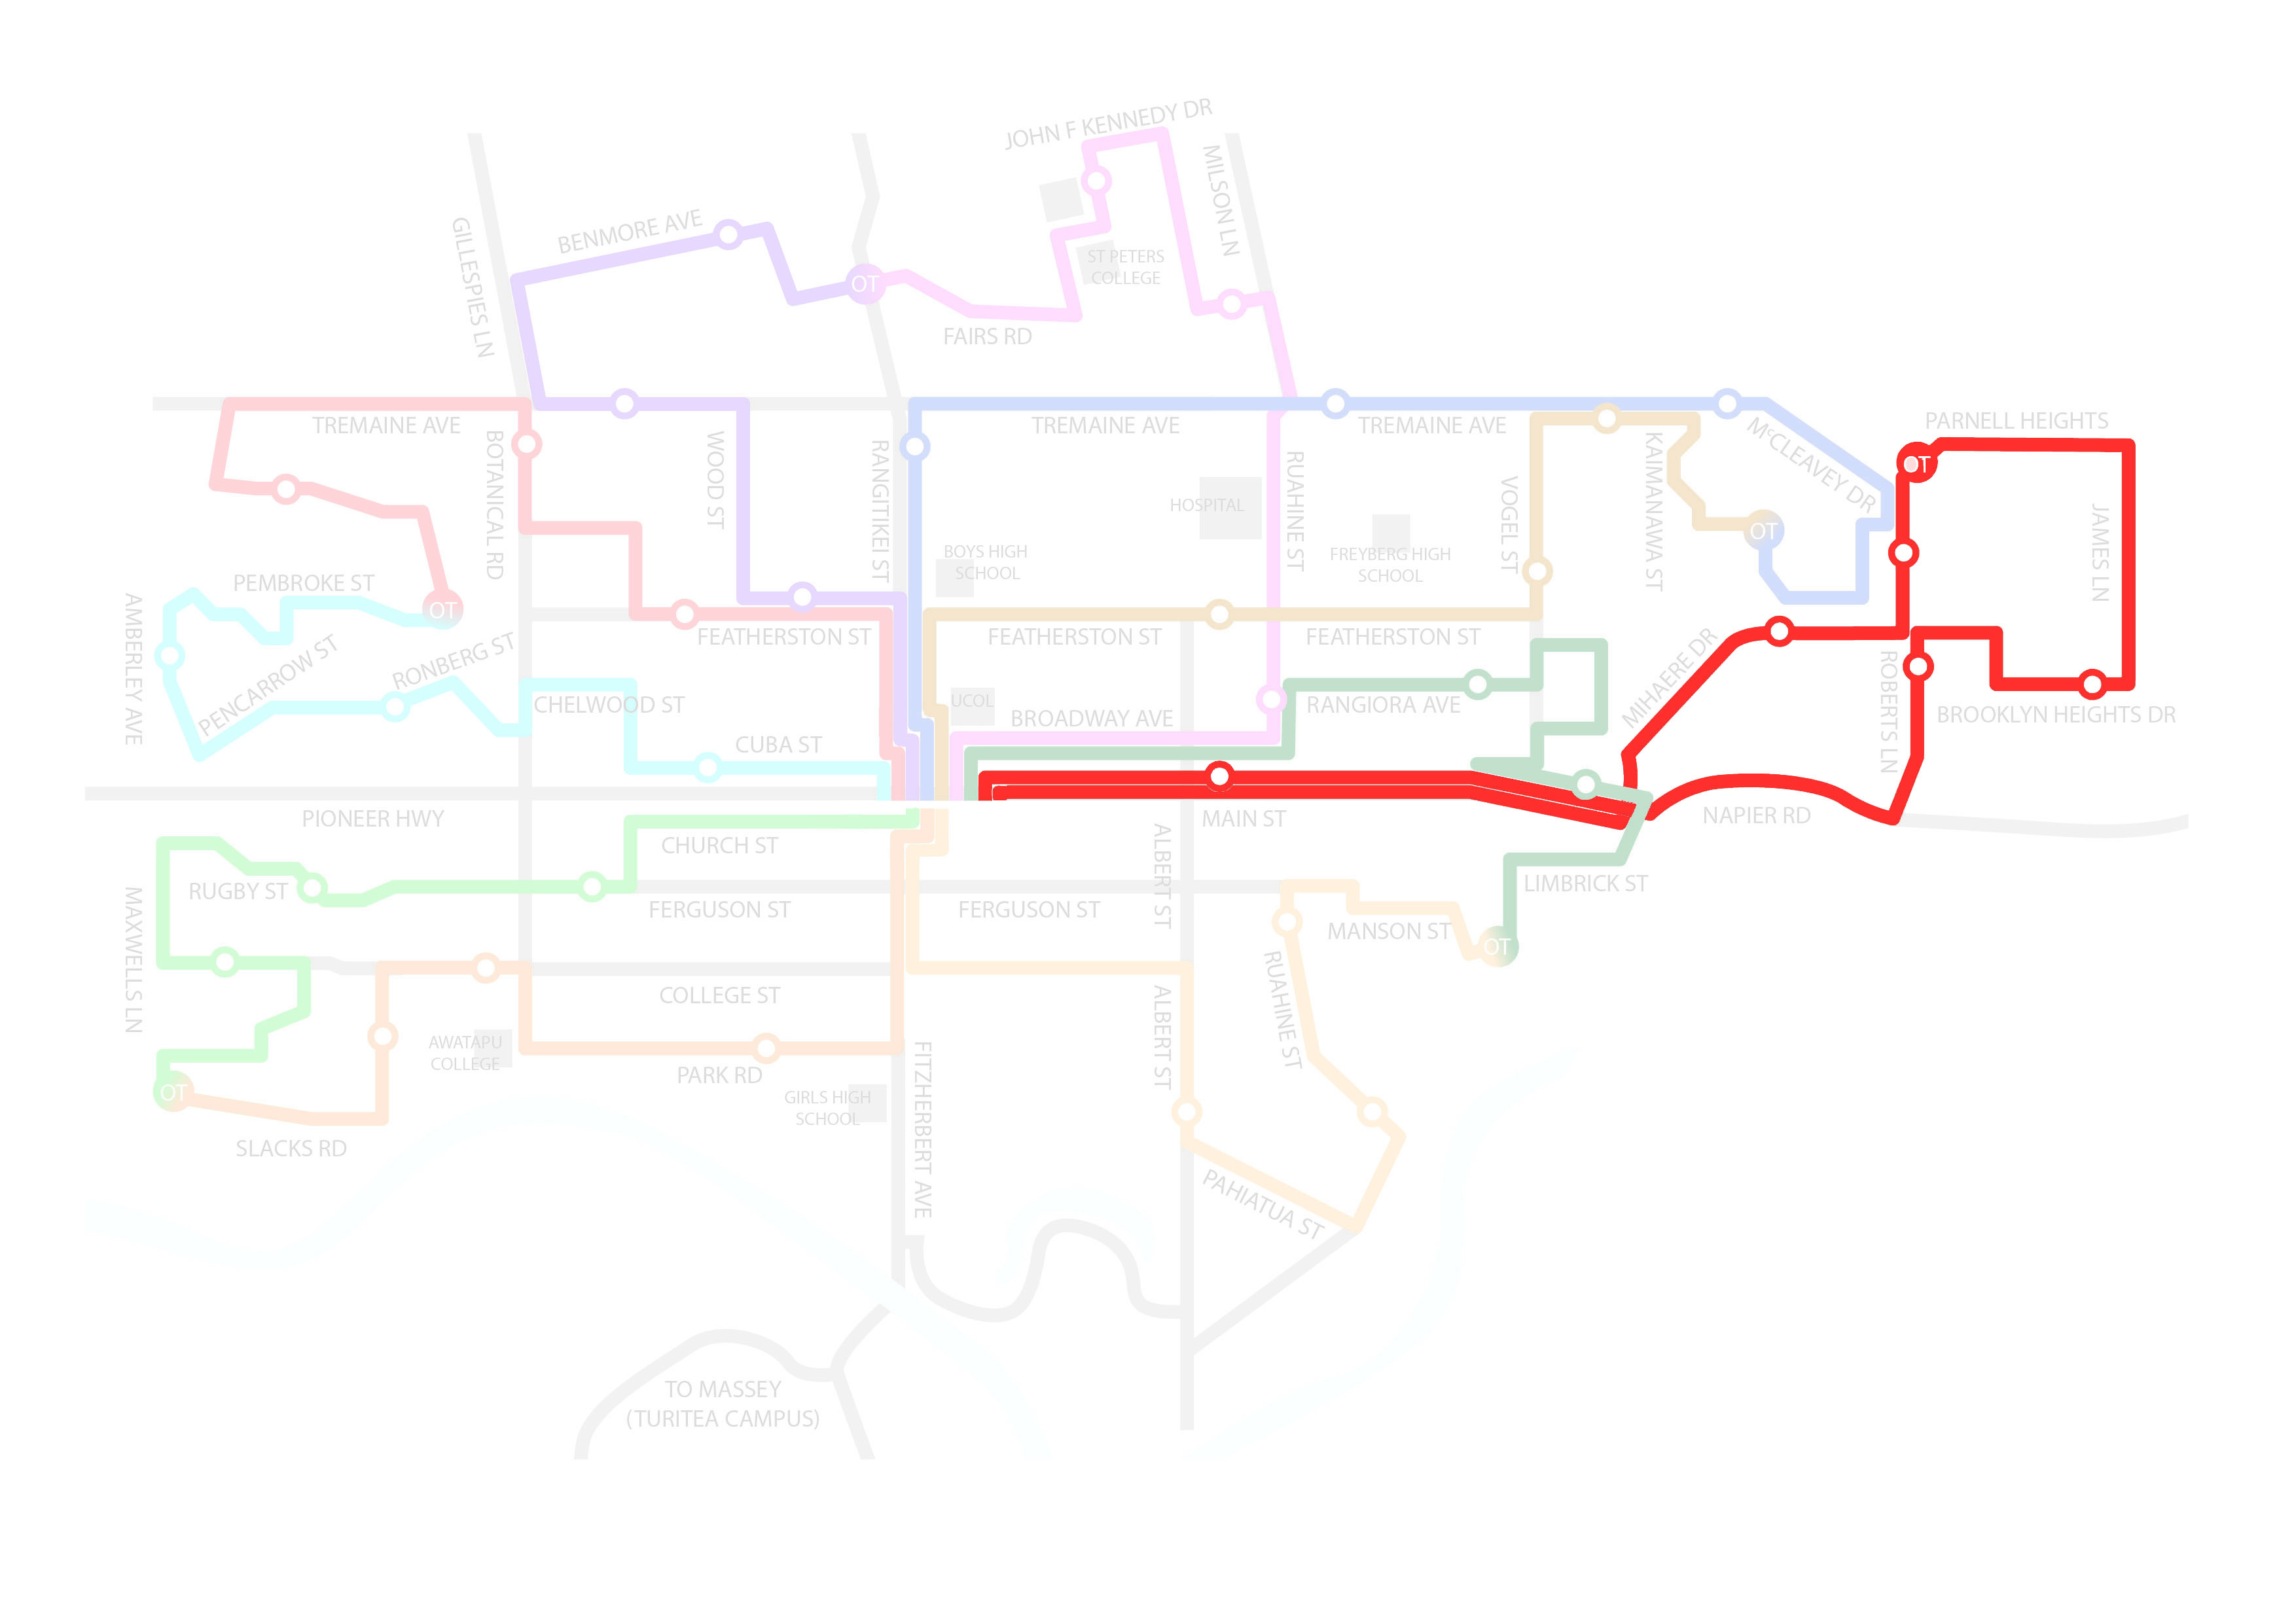 JOHN F KENNEDY DR
MILSON LN
GILLESPIES LN
BENMORE AVE
ST PETERS
COLLEGE
OT
FAIRS RD
TREMAINE AVE
TREMAINE AVE
TREMAINE AVE
PARNELL HEIGHTS
BOTANICAL RD
WOOD ST
RANGITIKEI ST
RUAHINE ST
VOGEL ST
KAIMANAWA ST
McCLEAVEY DR
OT
JAMES LN
HOSPITAL
OT
BOYS HIGH
SCHOOL
FREYBERG HIGH
SCHOOL
PEMBROKE ST
OT
AMBERLEY AVE
FEATHERSTON ST
FEATHERSTON ST
FEATHERSTON ST
PENCARROW ST
RONBERG ST
MIHAERE DR
ROBERTS LN
CHELWOOD ST
UCOL
BROADWAY AVE
RANGIORA AVE
BROOKLYN HEIGHTS DR
CUBA ST
PIONEER HWY
MAIN ST
NAPIER RD
CHURCH ST
ALBERT ST
RUGBY ST
LIMBRICK ST
MAXWELLS LN
FERGUSON ST
FERGUSON ST
MANSON ST
OT
RUAHINE ST
COLLEGE ST
ALBERT ST
AWATAPU
COLLEGE
PARK RD
FITZHERBERT AVE
OT
GIRLS HIGH
SCHOOL
SLACKS RD
PAHIATUA ST
TO MASSEY
(TURITEA CAMPUS)